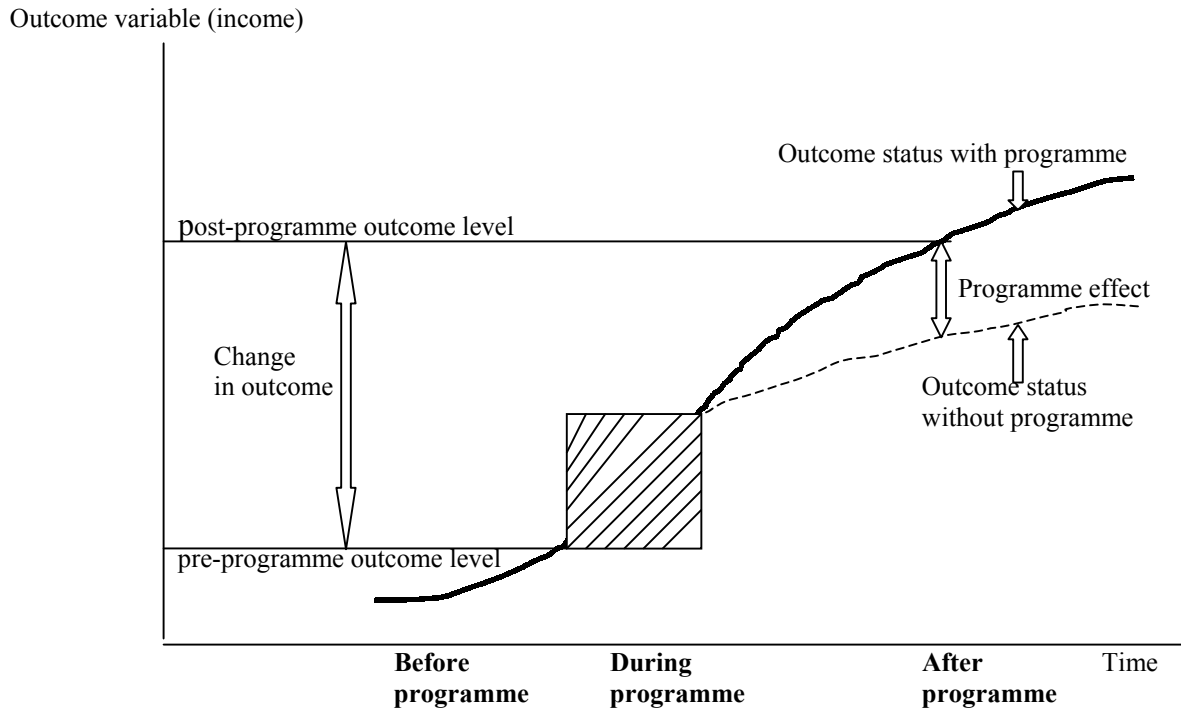 Outcome variable (income)
Outcome status with programme
post-programme outcome level
Programme effect
Change
in outcome
Outcome status
without programme
pre-programme outcome level
Before
programme
During
programme
After
programme
Time